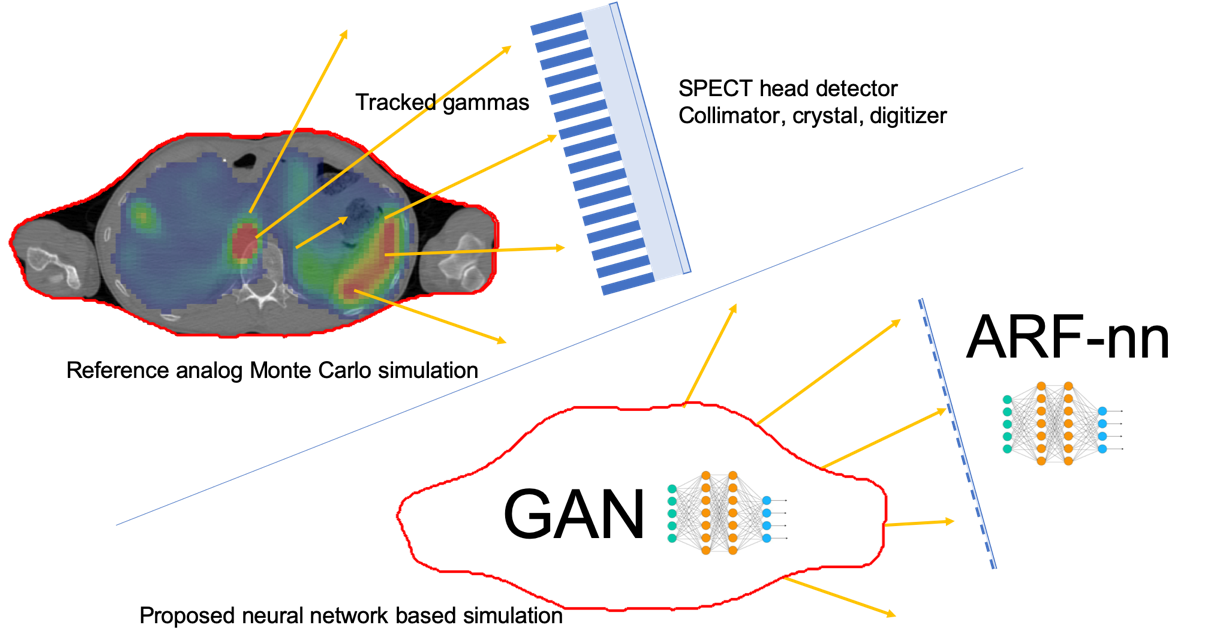 Tracked gammas
SPECT head detector
Collimator, crystal, digitizer
Reference analog Monte Carlo simulation
ARF-nn
GAN
Proposed neural network based simulation